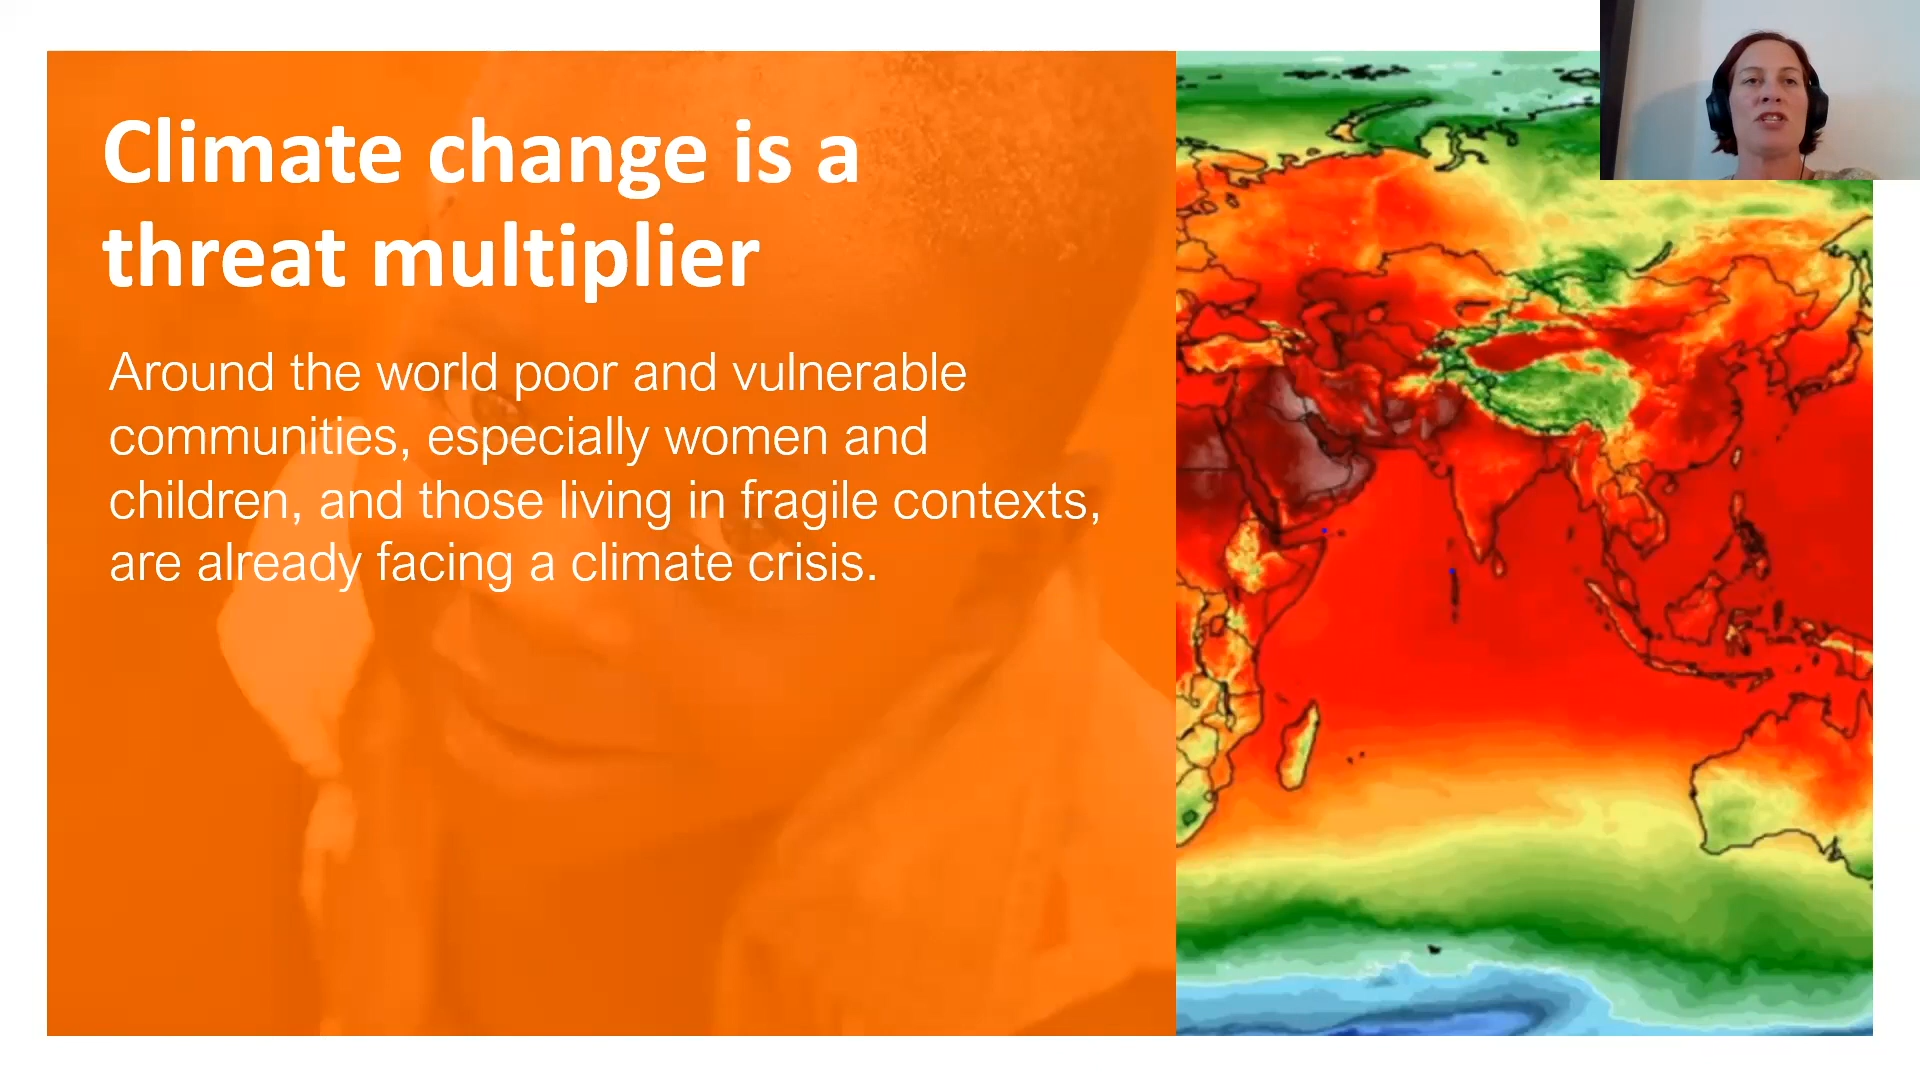 Climate change is a
threat multiplier
Around the world poor and vulnerable
communities, especially women and
children, and those living in fragile contexts,
are already facing a climate crisis.